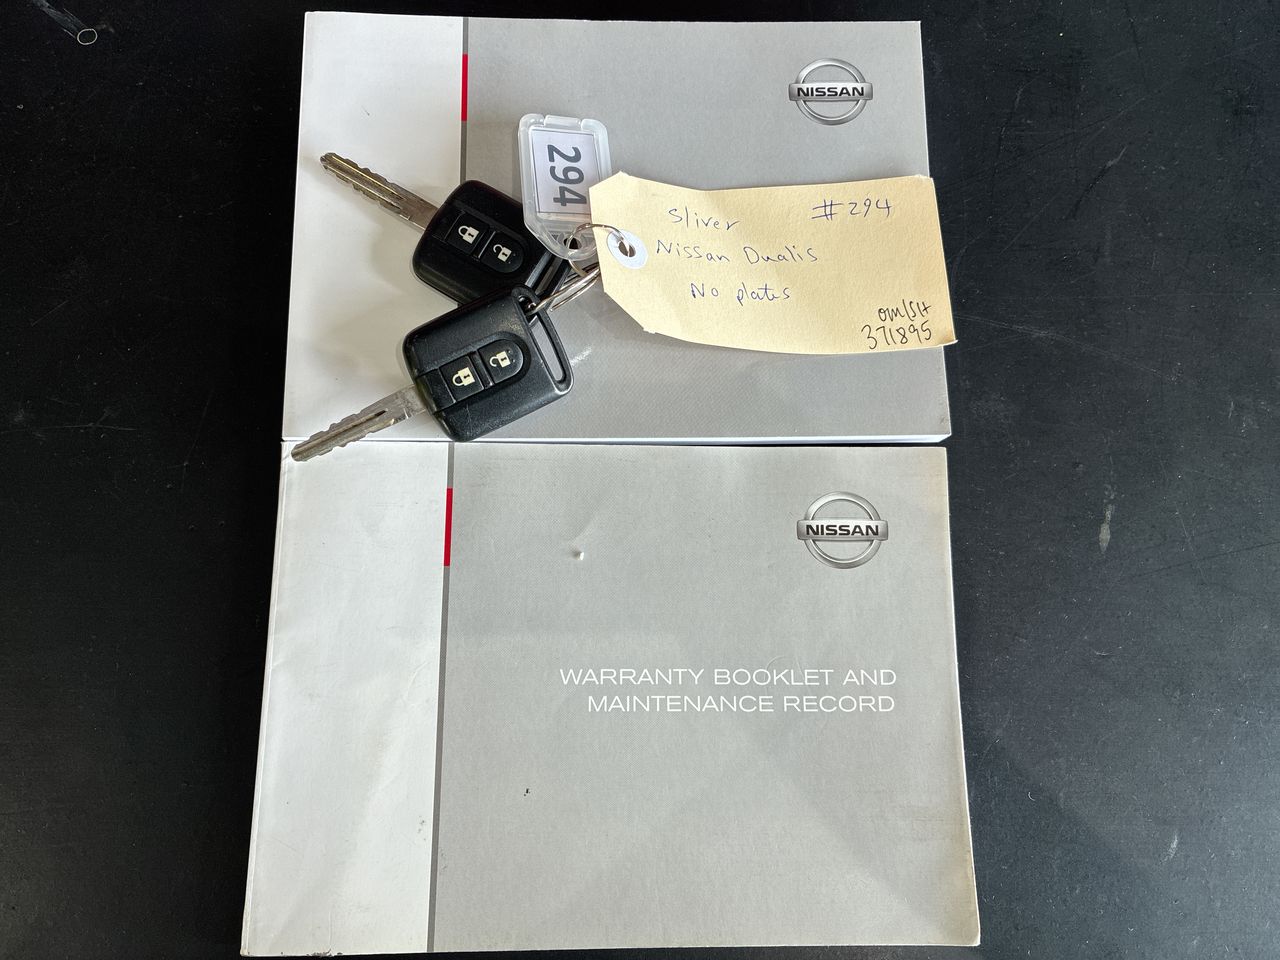 NISSAN
294
Sliver #294
Nissan Dualis
No plates
om/SH
371895
NISSAN
WARRANTY BOOKLET AND
MAINTENANCE RECORD